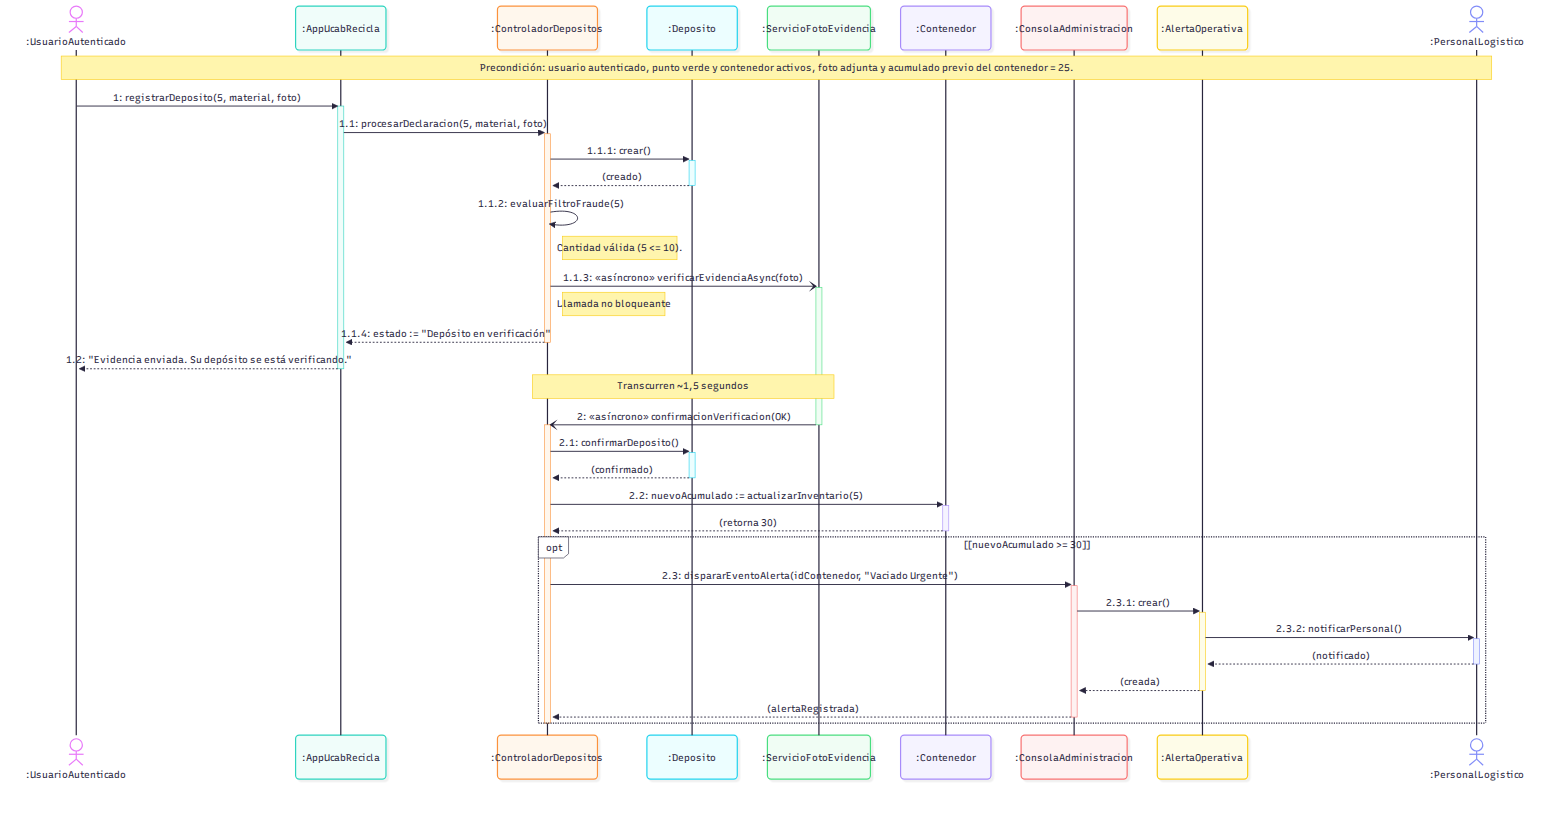 :UsuarioAutenticado
:AppUcabRecicla
:ControladorDepositos
:Deposito
:ServicioFotoEvidencia
:Contenedor
:ConsolaAdministracion
:AlertaOperativa
:PersonalLogistico
Precondición: usuario autenticado, punto verde y contenedor activos, foto adjunta y acumulado previo del contenedor = 25.
1: registrarDeposito(5, material, foto)
1.1: procesarDeclaracion(5, material, foto)
1.1.1: crear()
(creado)
1.1.2: evaluarFiltroFraude(5)
Cantidad válida (5 <= 10).
1.1.3: «asíncrono» verificarEvidenciaAsync(foto)
Llamada no bloqueante
1.1.4: estado := "Depósito en verificación"
1.2: "Evidencia enviada. Su depósito se está verificando."
Transcurren ~1,5 segundos
2: «asíncrono» confirmacionVerificacion(OK)
2.1: confirmarDeposito()
(confirmado)
2.2: nuevoAcumulado := actualizarInventario(5)
(retorna 30)
opt
[[nuevoAcumulado >= 30]]
2.3: dispararEventoAlerta(idContenedor, "Vaciado Urgente")
2.3.1: crear()
2.3.2: notificarPersonal()
(notificado)
(creada)
(alertaRegistrada)
:UsuarioAutenticado
:AppUcabRecicla
:ControladorDepositos
:Deposito
:ServicioFotoEvidencia
:Contenedor
:ConsolaAdministracion
:AlertaOperativa
:PersonalLogistico